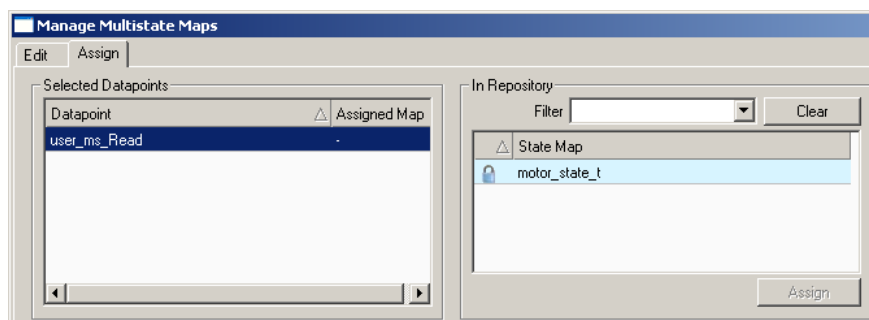 Manage Multistate Maps
Edit Assign
Selected Datapoints
Datapoint Assigned Map
user_ms_Read -
In Repository
Filter Clear
State Map
motor_state_t
Assign